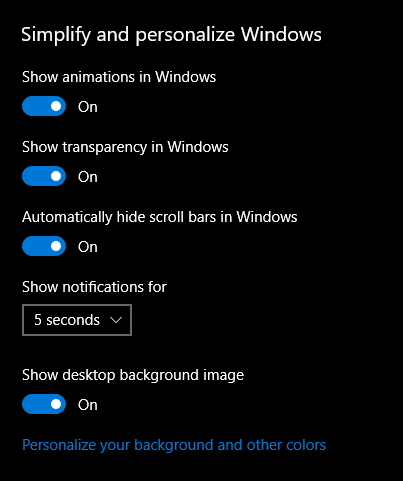 Simplify and personalize Windows
Show animations in Windows
On
Show transparency in Windows
On
Automatically hide scroll bars in Windows
On
Show notifications for
5 seconds
Show desktop background image
On
Personalize your background and other colors